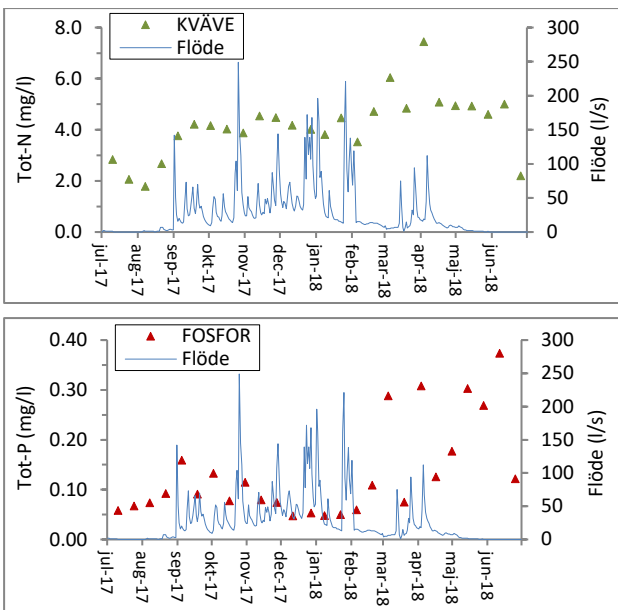 KVÄVE
Flöde
Tot-N (mg/l)
8.0
6.0
4.0
2.0
0.0
300
250
200
150
100
50
0
Flöde (l/s)
jul-17
aug-17
sep-17
okt-17
nov-17
dec-17
jan-18
feb-18
mar-18
apr-18
maj-18
jun-18
FOSFOR
Flöde
Tot-P (mg/l)
0.40
0.30
0.20
0.10
0.00
300
250
200
150
100
50
0
Flöde (l/s)
jul-17
aug-17
sep-17
okt-17
nov-17
dec-17
jan-18
feb-18
mar-18
apr-18
maj-18
jun-18